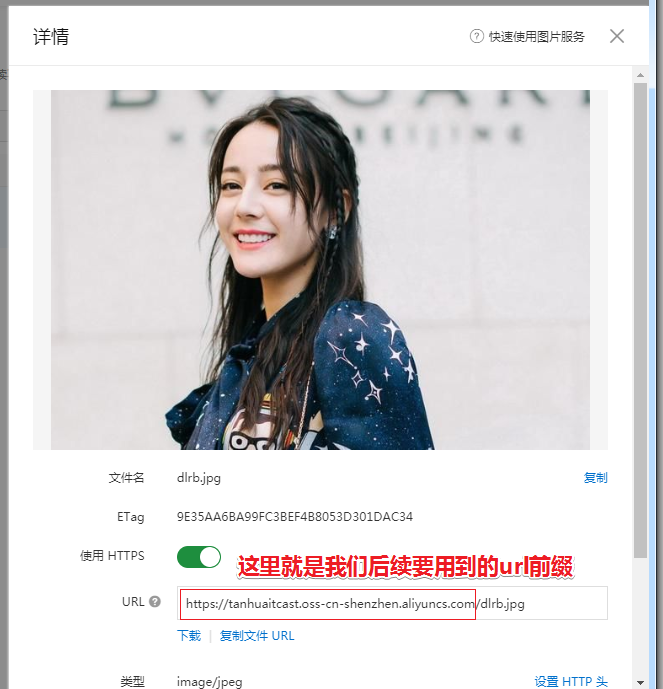 详情
快速使用图片服务
BVLGARI
文件名 dlrb.jpg 复制
ETag 9E35AA6BA99FC3BEF4B8053D301DAC34
使用 HTTPS
这里就是我们后续要用到的url前缀
URL https://tanhuaitcast.oss-cn-shenzhen.aliyuncs.com/dlrb.jpg
下载 | 复制文件 URL
类型 image/jpeg 设置 HTTP 头